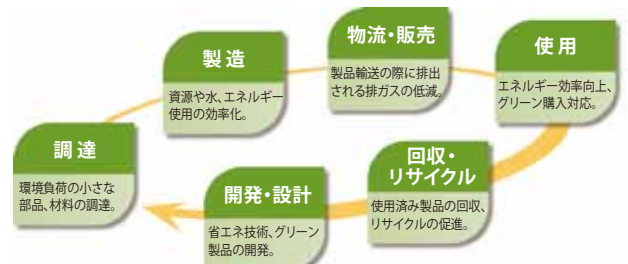 調達
環境負荷の小さな
部品、材料の調達。
製造
資源や水、エネルギー
使用の効率化。
物流・販売
製品輸送の際に排出
される排ガスの低減。
使用
エネルギー効率向上、
グリーン購入対応。
回収・
リサイクル
使用済み製品の回収、
リサイクルの促進。
開発・設計
省エネ技術、グリーン
製品の開発。